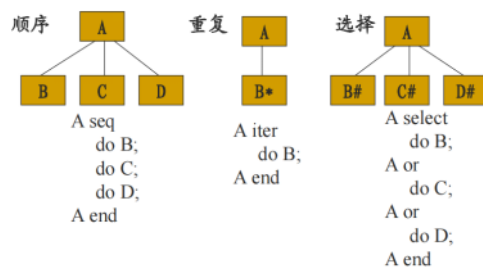 顺序
A
B C D
A seq
do B;
do C;
do D;
A end
重复
A
B*
A iter
do B;
A end
选择
A
B# C# D#
A select
do B;
A or
do C;
A or
do D;
A end